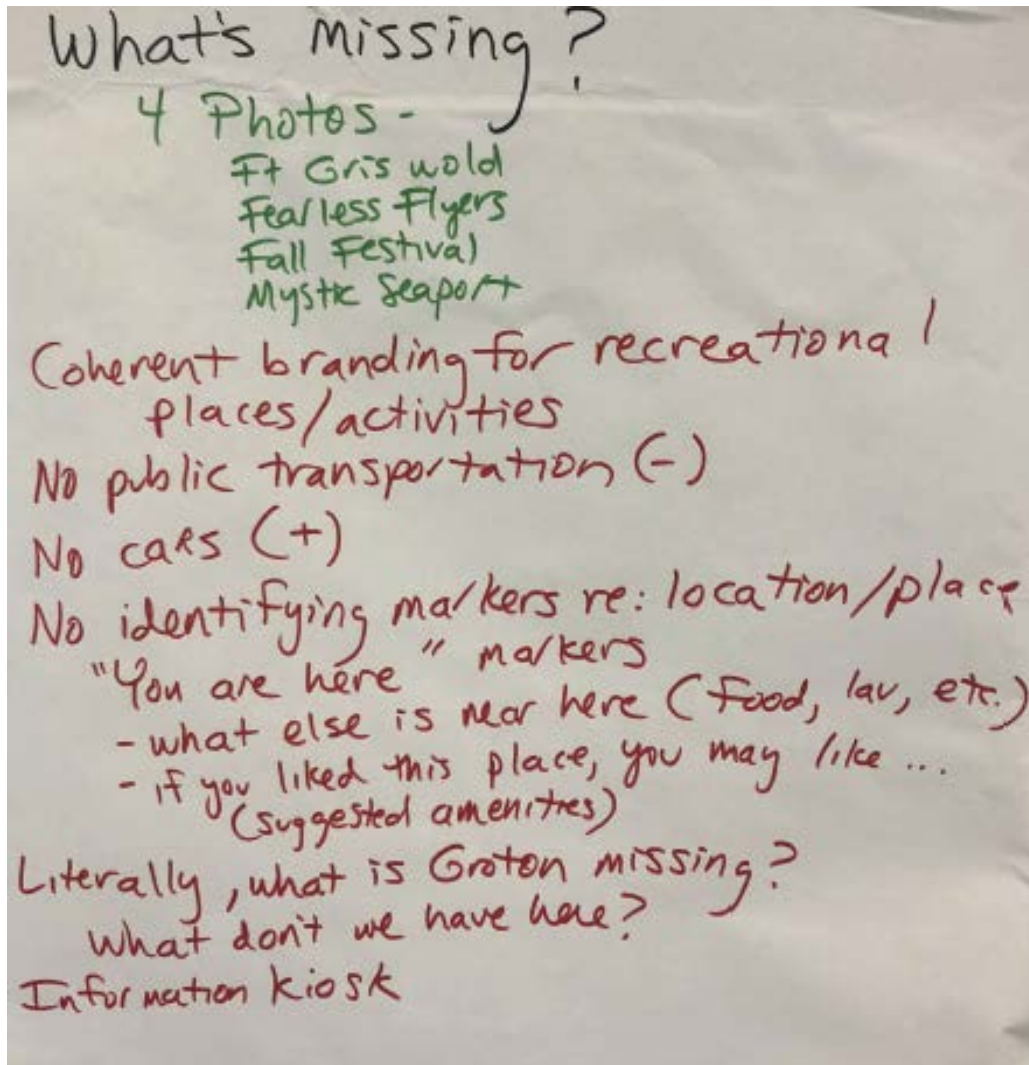 What's missing?
4 Photos -
Ft Gris wold
Fearless Flyers
Fall Festival
Mystic Seaport
Coherent branding for recreational
places/activities
No public transportation (-)
No cars (+)
No identifying markers re: location/place
"You are here" markers
- what else is near here (food, lav, etc.)
- if you liked this place, you may like ...
(suggested amenities)
Literally, what is Groton missing?
What don't we have here?
Information kiosk